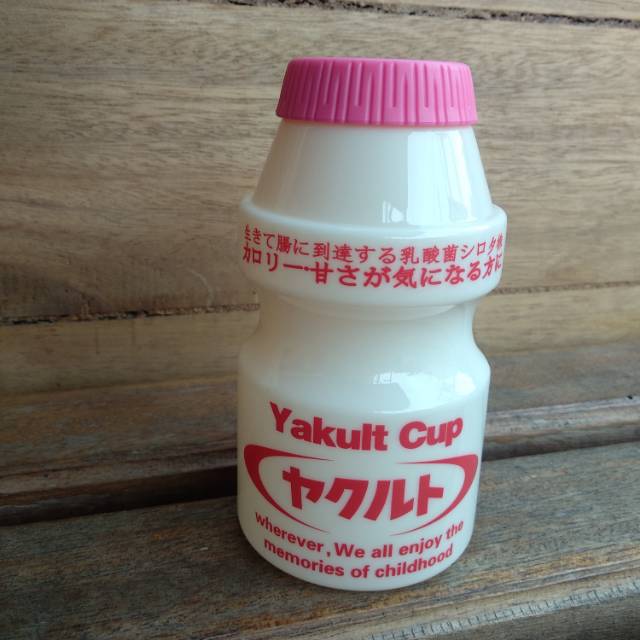 生きて腸に到達する乳酸菌シロタ株
カロリー・甘さが気になる方に
Yakult Cup
ヤクルト
wherever,We all enjoy the
memories of childhood